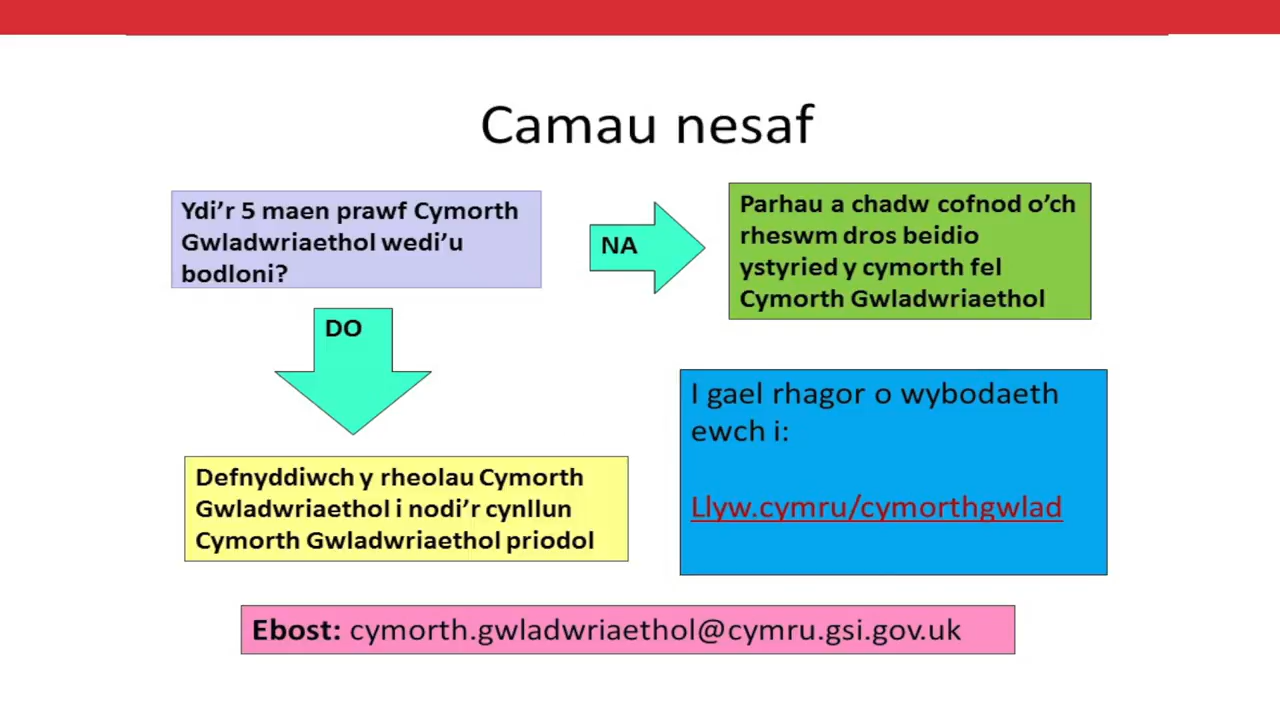 Camau nesaf
Ydi'r 5 maen prawf Cymorth
Gwladwriaethol wedi'u
bodloni?
NA
Parhau a chadw cofnod o'ch
rheswm dros beidio
ystyried y cymorth fel
Cymorth Gwladwriaethol
DO
Defnyddiwch y rheolau Cymorth
Gwladwriaethol i nodi'r cynllun
Cymorth Gwladwriaethol priodol
I gael rhagor o wybodaeth
ewch i:
Llyw.cymru/cymorthgwlad
Ebost: cymorth.gwladwriaethol@cymru.gsi.gov.uk